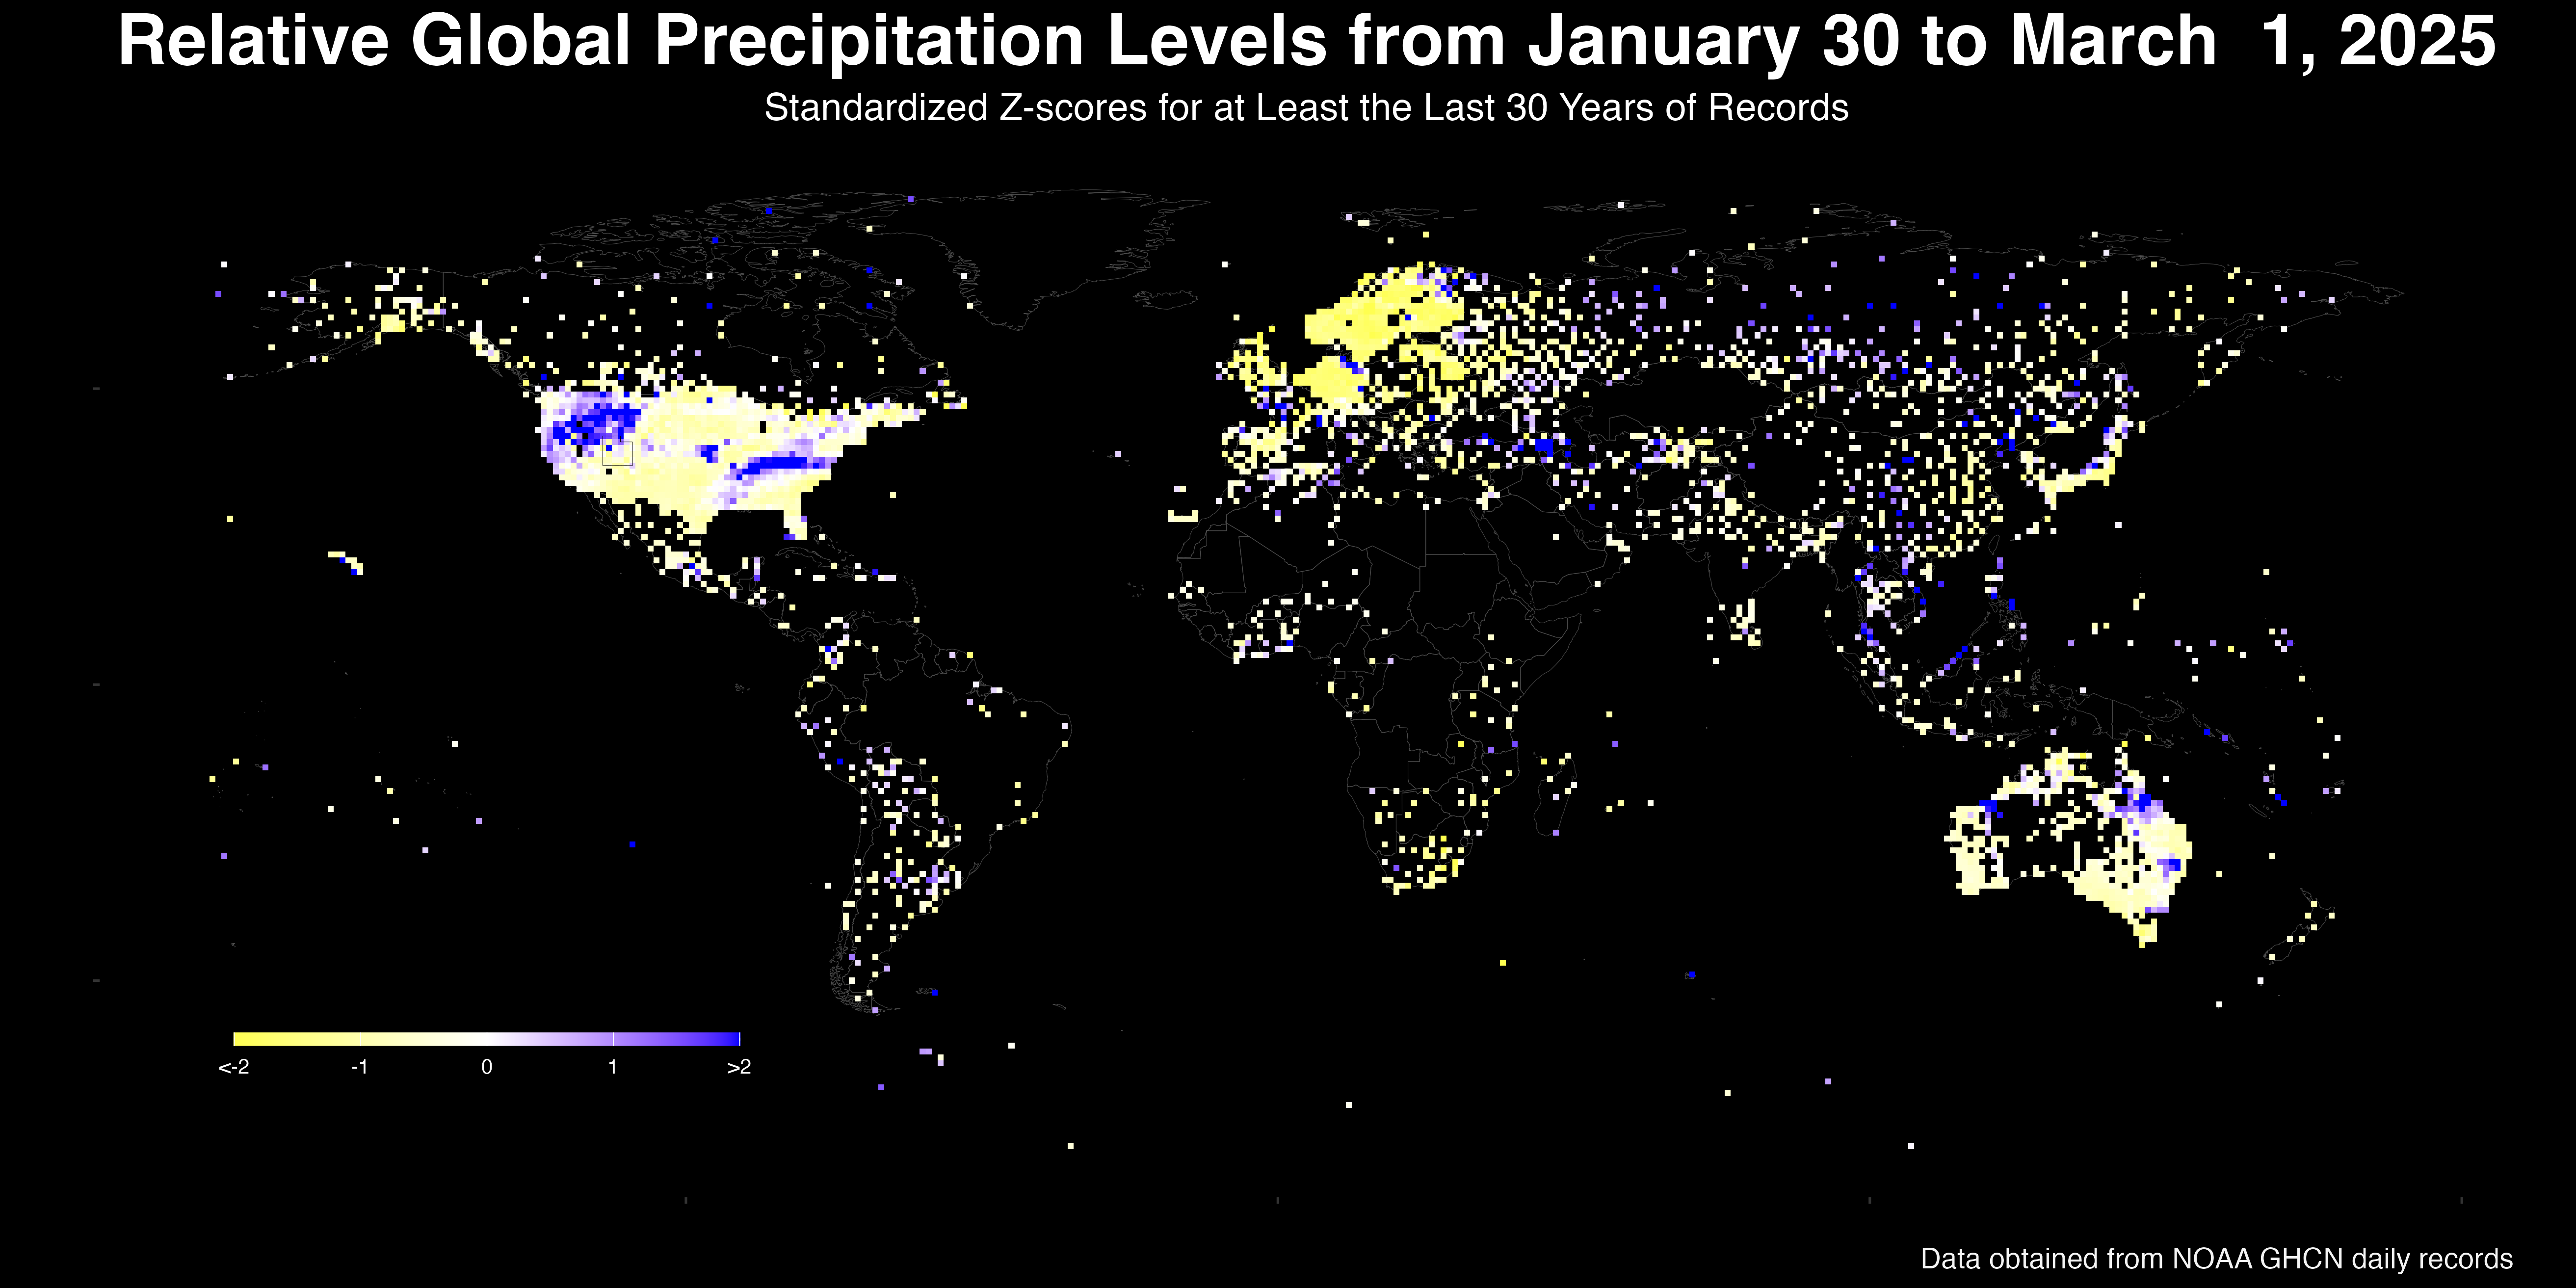 Relative Global Precipitation Levels from January 30 to March  1, 2025
Standardized Z-scores for at Least the Last 30 Years of Records
<-2 -1 0 1 >2
Data obtained from NOAA GHCN daily records